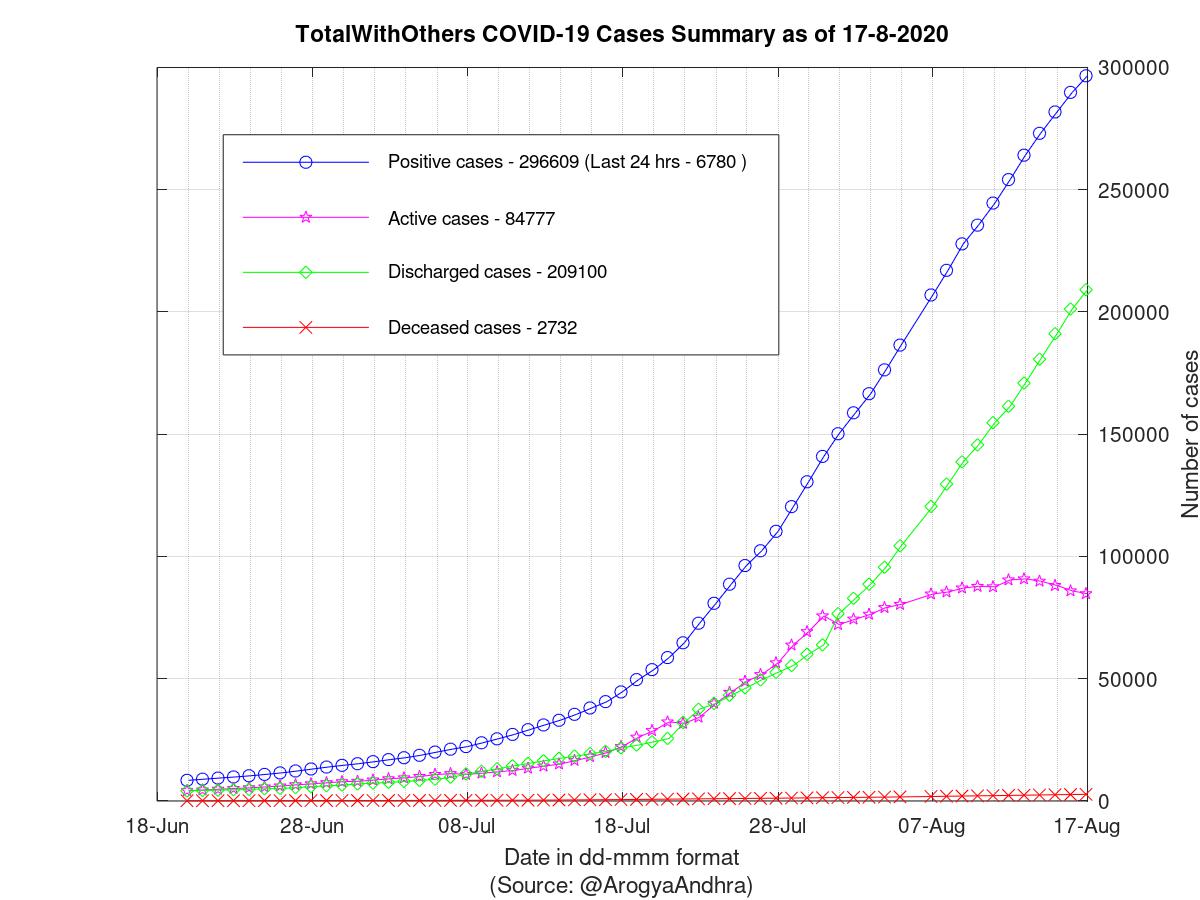 TotalWithOthers COVID-19 Cases Summary as of 17-8-2020
300000
Positive cases - 296609 (Last 24 hrs - 6780 )
250000
Active cases - 84777
Discharged cases - 209100
200000
Deceased cases - 2732
150000
100000
50000
0
Number of cases
18-Jun 28-Jun 08-Jul 18-Jul 28-Jul 07-Aug 17-Aug
Date in dd-mmm format
(Source: @ArogyaAndhra)